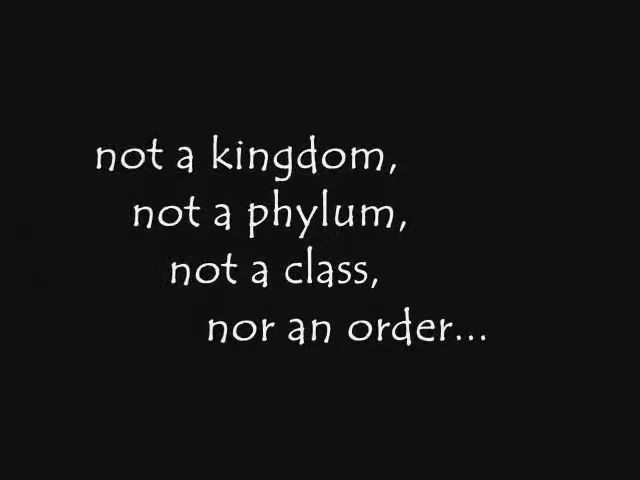 not a kingdom,
not a phylum,
not a class,
nor an order...